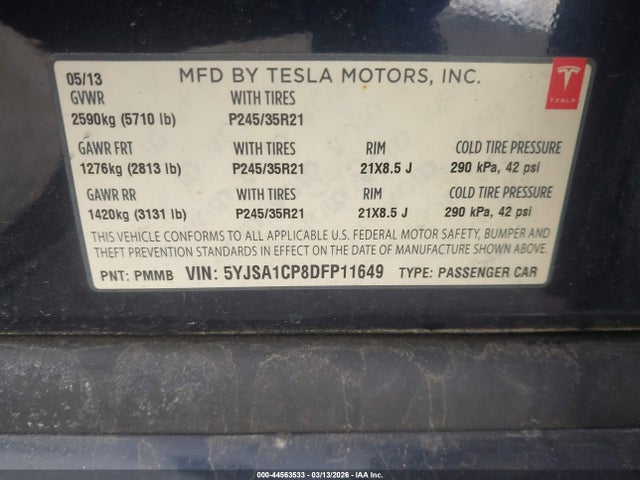 05/13 MFD BY TESLA MOTORS, INC.
TESLA
GVWR WITH TIRES
2590kg (5710 lb) P245/35R21
GAWR FRT WITH TIRES RIM COLD TIRE PRESSURE
1276kg (2813 lb) P245/35R21 21X8.5 J 290 kPa, 42 psi
GAWR RR WITH TIRES RIM COLD TIRE PRESSURE
1420kg (3131 lb) P245/35R21 21X8.5 J 290 kPa, 42 psi
THIS VEHICLE CONFORMS TO ALL APPLICABLE U.S. FEDERAL MOTOR SAFETY, BUMPER AND
THEFT PREVENTION STANDARDS IN EFFECT ON THE DATE OF MANUFACTURE SHOWN ABOVE.
PNT: PMMB VIN: 5YJSA1CP8DFP11649 TYPE: PASSENGER CAR
000-44563533 - 03/13/2026 - IAA Inc.